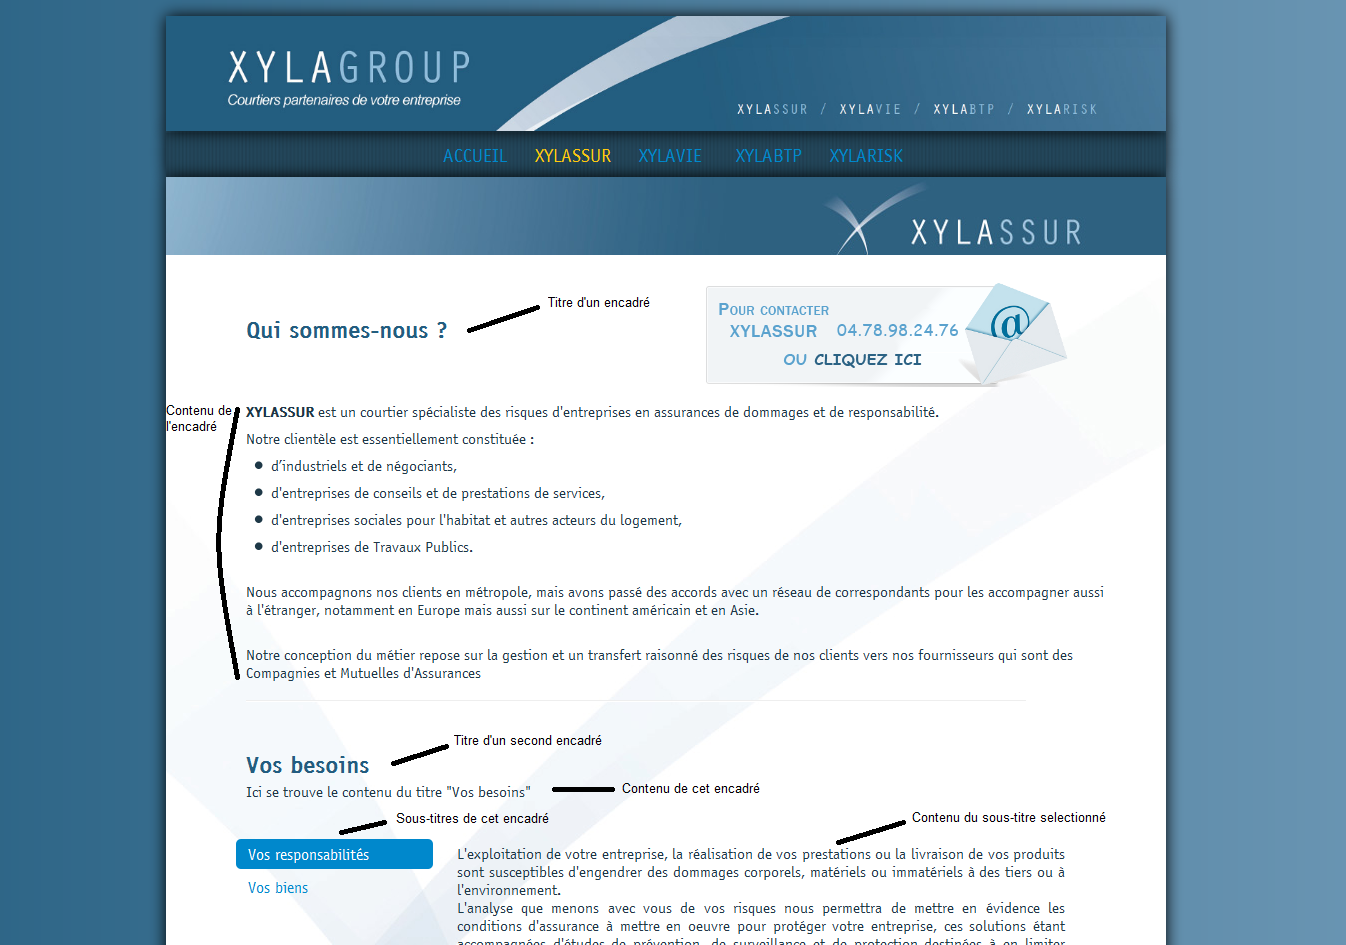 XYLAGROUP
Courtiers partenaires de votre entreprise
XYLASSUR / XYLAVIE / XYLABTP / XYLARISK
ACCUEIL XYLASSUR XYLAVIE XYLABTP XYLARISK
XYLASSUR
Titre d'un encadré
Qui sommes-nous ?
Pour contacter
XYLASSUR 04.78.98.24.76
ou cliquez ici
@
Contenu de
l'encadré
XYLASSUR est un courtier spécialiste des risques d'entreprises en assurances de dommages et de responsabilité.
Notre clientèle est essentiellement constituée :
d’industriels et de négociants,
d'entreprises de conseils et de prestations de services,
d'entreprises sociales pour l'habitat et autres acteurs du logement,
d'entreprises de Travaux Publics.
Nous accompagnons nos clients en métropole, mais avons passé des accords avec un réseau de correspondants pour les accompagner aussi
à l'étranger, notamment en Europe mais aussi sur le continent américain et en Asie.
Notre conception du métier repose sur la gestion et un transfert raisonné des risques de nos clients vers nos fournisseurs qui sont des
Compagnies et Mutuelles d'Assurances
Titre d'un second encadré
Vos besoins
Ici se trouve le contenu du titre "Vos besoins"
Contenu de cet encadré
Sous-titres de cet encadré
Contenu du sous-titre selectionné
Vos responsabilités
Vos biens
L'exploitation de votre entreprise, la réalisation de vos prestations ou la livraison de vos produits
sont susceptibles d'engendrer des dommages corporels, matériels ou immatériels à des tiers ou à
l'environnement.
L'analyse que menons avec vous de vos risques nous permettra de mettre en évidence les
conditions d'assurance à mettre en oeuvre pour protéger votre entreprise, ces solutions étant
accompagnées d'études de prévention, de surveillance et de protection destinées à en limiter